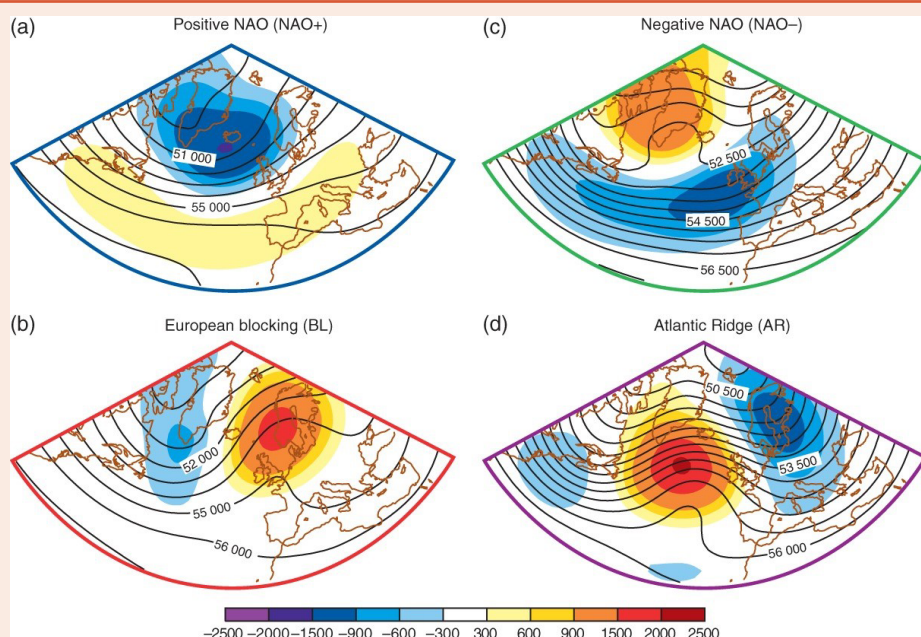 (a) Positive NAO (NAO+)
51 000
55 000
(c) Negative NAO (NAO–)
52 500
54 500
56 500
(b) European blocking (BL)
52 000
55 000
56 000
(d) Atlantic Ridge (AR)
50 500
53 500
56 000
–2500 –2000 –1500 –900 –600 –300 300 600 900 1500 2000 2500